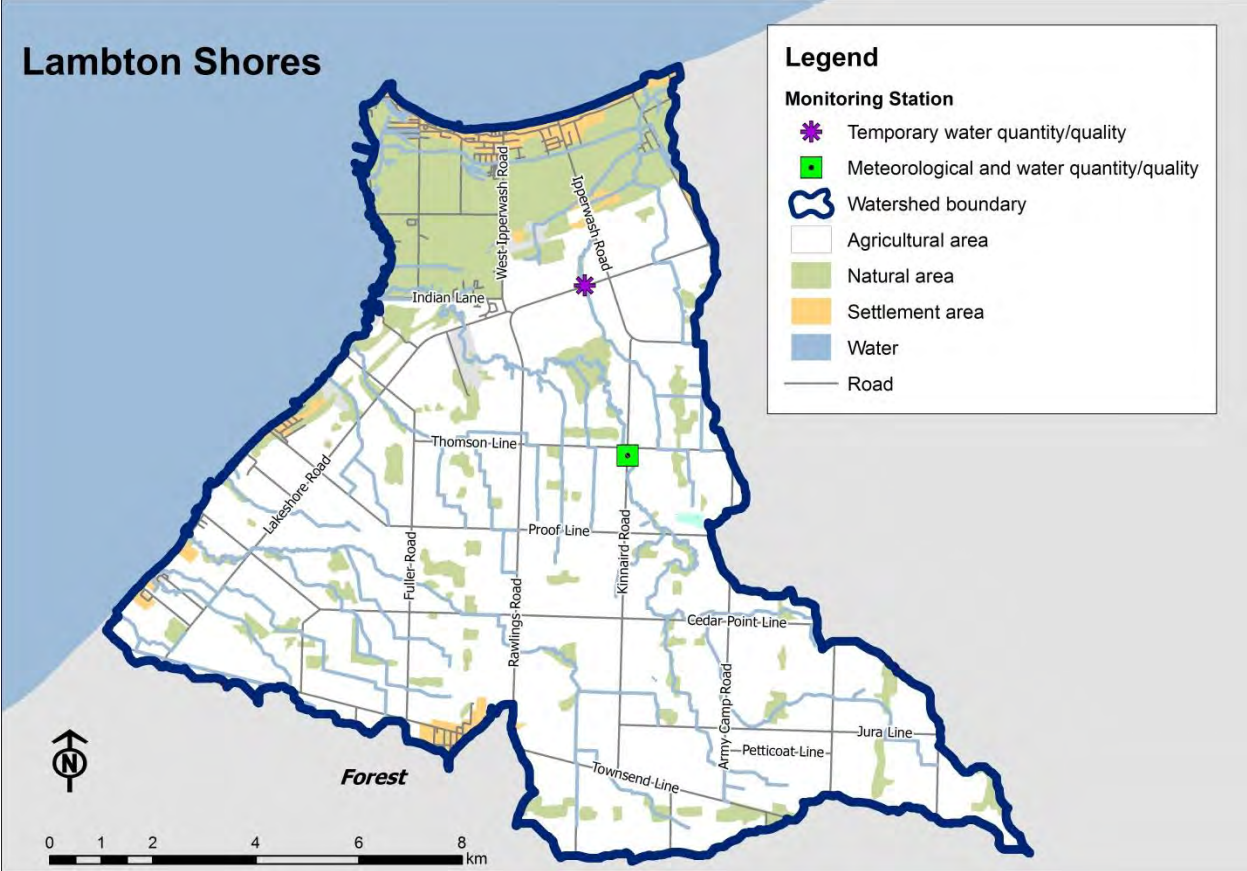 Lambton Shores
Legend
Monitoring Station
Temporary water quantity/quality
Meteorological and water quantity/quality
Watershed boundary
Agricultural area
Natural area
Settlement area
Water
Road
West Ipperwash Road
Ipperwash Road
Indian Lane
Thomson Line
Lakeshore Road
Proof Line
Fuller Road
Rawlings Road
Kinnaird Road
Cedar Point Line
Army Camp Road
Jura Line
Petticoat Line
Townsend Line
N
Forest
0 1 2 4 6 8
km